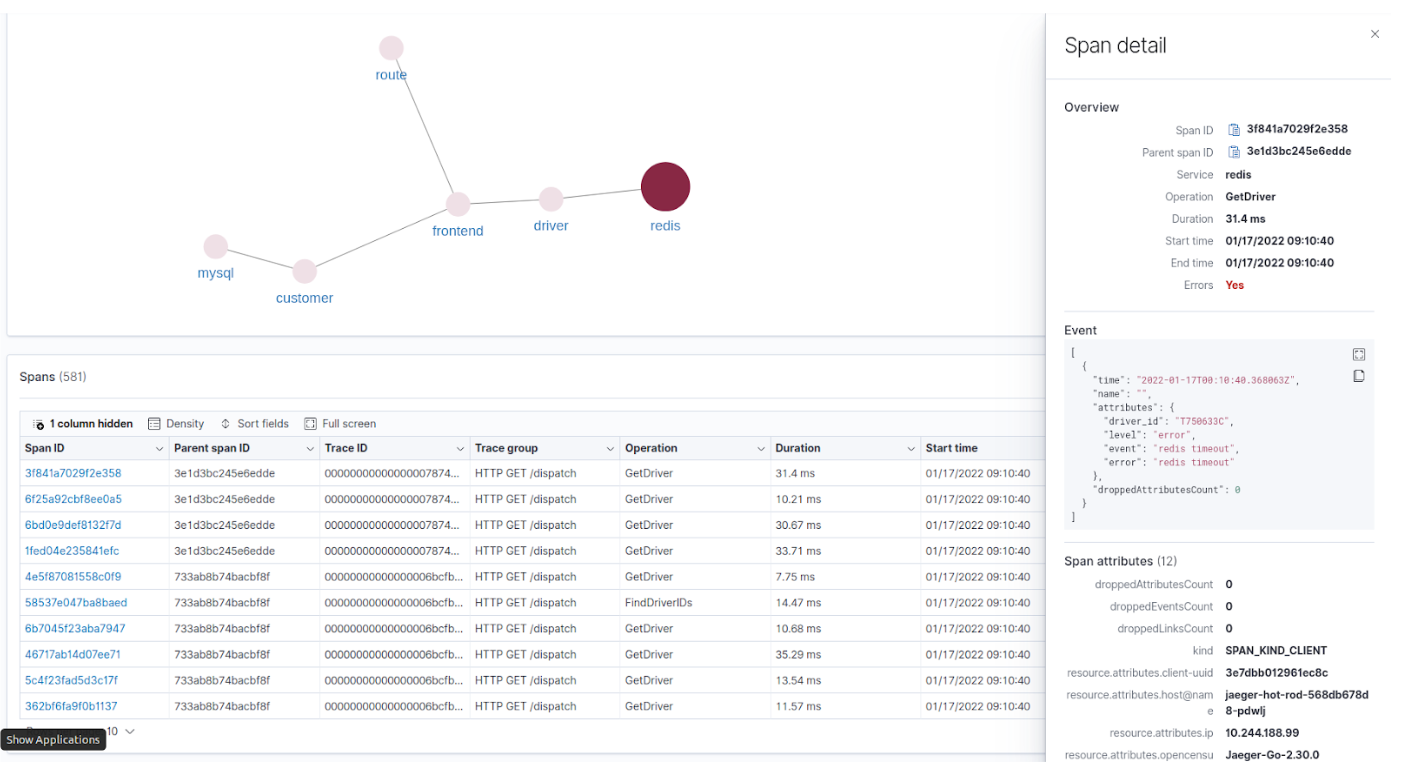 route
frontend
driver
redis
mysql
customer
Spans (581)
1 column hidden Density Sort fields Full screen
Span ID Parent span ID Trace ID Trace group Operation Duration Start time
3f841a7029f2e358 3e1d3bc245e6edde 00000000000000007874... HTTP GET /dispatch GetDriver 31.4 ms 01/17/2022 09:10:40
6f25a92cbf8ee0a5 3e1d3bc245e6edde 00000000000000007874... HTTP GET /dispatch GetDriver 10.21 ms 01/17/2022 09:10:40
6bd0e9def8132f7d 3e1d3bc245e6edde 00000000000000007874... HTTP GET /dispatch GetDriver 30.67 ms 01/17/2022 09:10:40
1fed04e235841efc 3e1d3bc245e6edde 00000000000000007874... HTTP GET /dispatch GetDriver 33.71 ms 01/17/2022 09:10:40
4e5f87081558c0f9 733ab8b74bacbf8f 00000000000000006bcfb... HTTP GET /dispatch GetDriver 7.75 ms 01/17/2022 09:10:40
58537e047ba8baed 733ab8b74bacbf8f 00000000000000006bcfb... HTTP GET /dispatch FindDriverIDs 14.47 ms 01/17/2022 09:10:40
6b7045f23aba7947 733ab8b74bacbf8f 00000000000000006bcfb... HTTP GET /dispatch GetDriver 10.68 ms 01/17/2022 09:10:40
46717ab14d07ee71 733ab8b74bacbf8f 00000000000000006bcfb... HTTP GET /dispatch GetDriver 35.29 ms 01/17/2022 09:10:40
5c4f23fad5d3c17f 733ab8b74bacbf8f 00000000000000006bcfb... HTTP GET /dispatch GetDriver 13.54 ms 01/17/2022 09:10:40
362bf6fa9f0b1137 733ab8b74bacbf8f 00000000000000006bcfb... HTTP GET /dispatch GetDriver 11.57 ms 01/17/2022 09:10:40
10
Show Applications
Span detail
Overview
Span ID 3f841a7029f2e358
Parent span ID 3e1d3bc245e6edde
Service redis
Operation GetDriver
Duration 31.4 ms
Start time 01/17/2022 09:10:40
End time 01/17/2022 09:10:40
Errors Yes
Event
[
{
"time": "2022-01-17T00:10:40.368063Z",
"name": "",
"attributes": {
"driver_id": "T750633C",
"level": "error",
"event": "redis timeout",
"error": "redis timeout"
},
"droppedAttributesCount": 0
}
]
Span attributes (12)
droppedAttributesCount 0
droppedEventsCount 0
droppedLinksCount 0
kind SPAN_KIND_CLIENT
resource.attributes.client-uuid 3e7dbb012961ec8c
resource.attributes.host@nam jaeger-hot-rod-568db678d
e 8-pdwlj
resource.attributes.ip 10.244.188.99
resource.attributes.opencensu Jaeger-Go-2.30.0